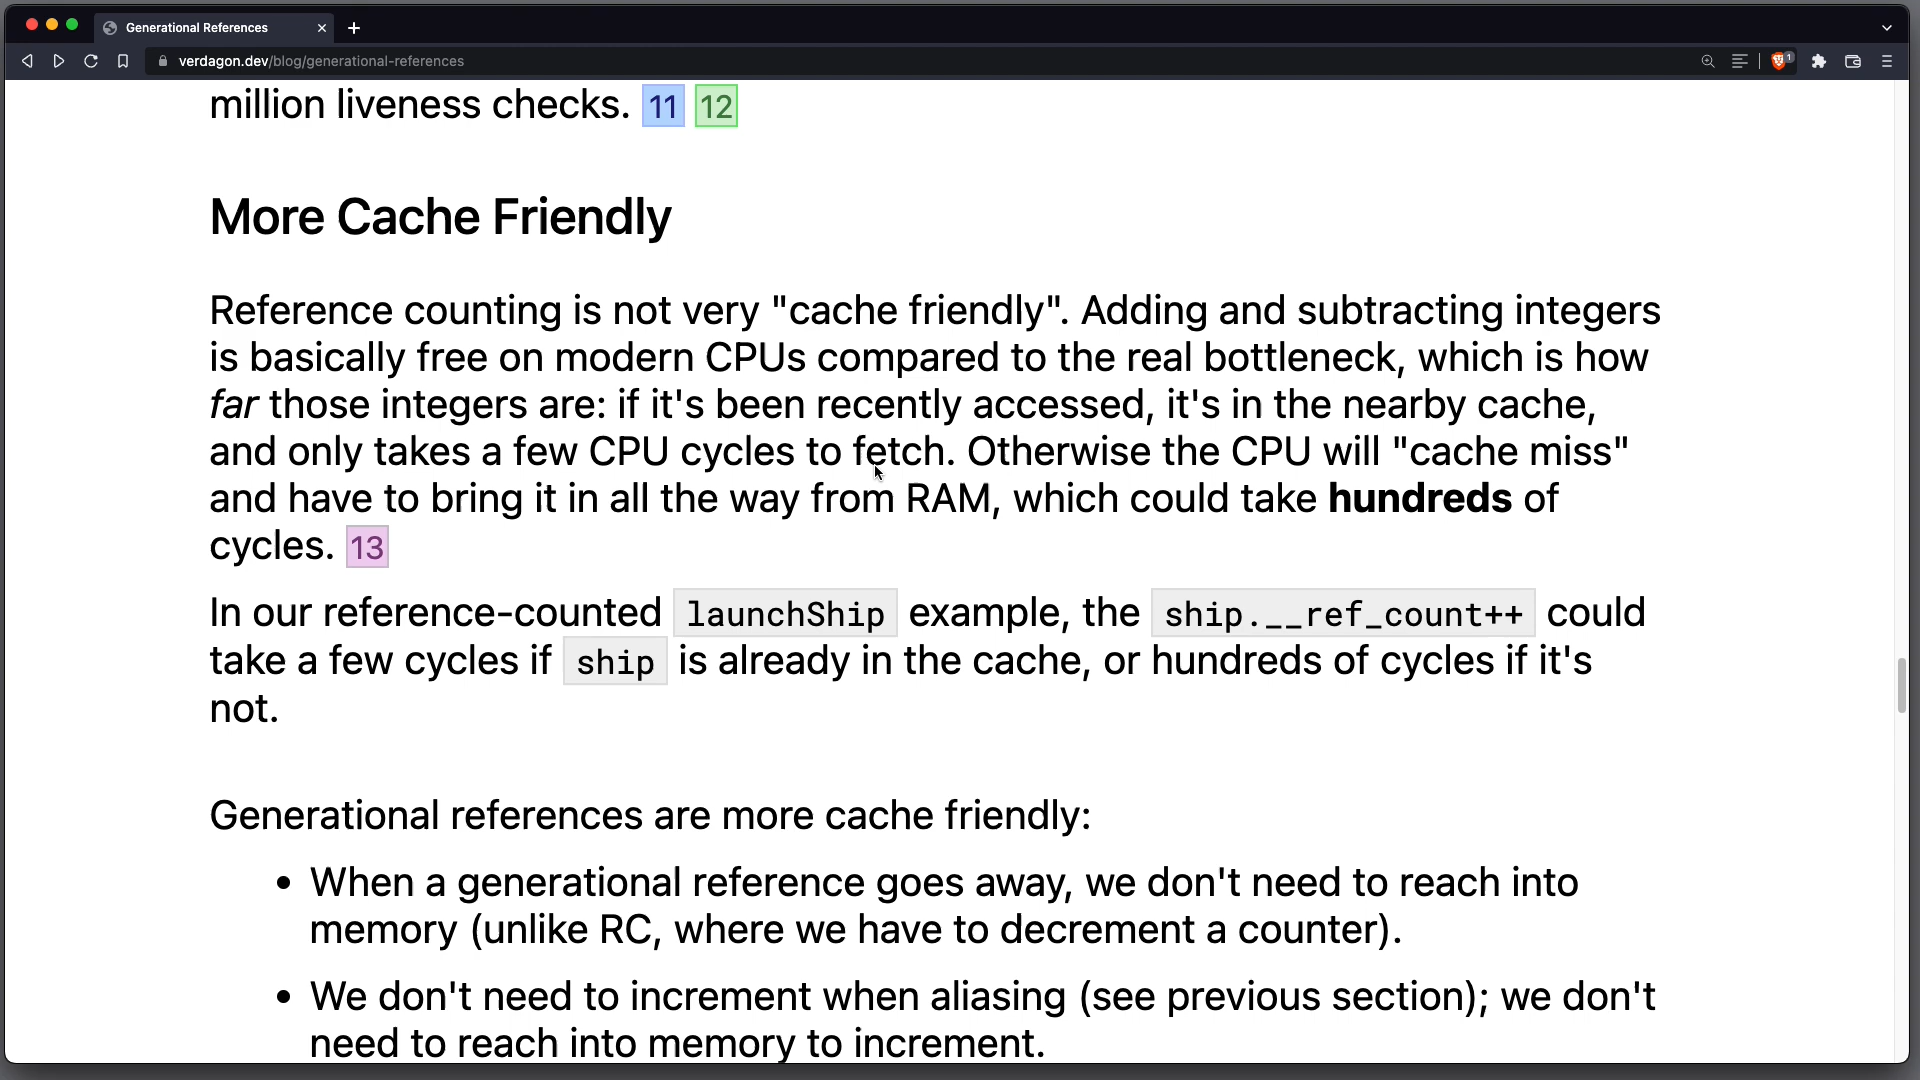 Generational References
verdagon.dev/blog/generational-references
1
million liveness checks. 11 12
More Cache Friendly
Reference counting is not very "cache friendly". Adding and subtracting integers
is basically free on modern CPUs compared to the real bottleneck, which is how
far those integers are: if it's been recently accessed, it's in the nearby cache,
and only takes a few CPU cycles to fetch. Otherwise the CPU will "cache miss"
and have to bring it in all the way from RAM, which could take hundreds of
cycles. 13
In our reference-counted launchShip example, the ship.__ref_count++ could
take a few cycles if ship is already in the cache, or hundreds of cycles if it's
not.
Generational references are more cache friendly:
• When a generational reference goes away, we don't need to reach into
memory (unlike RC, where we have to decrement a counter).
• We don't need to increment when aliasing (see previous section); we don't
need to reach into memory to increment.